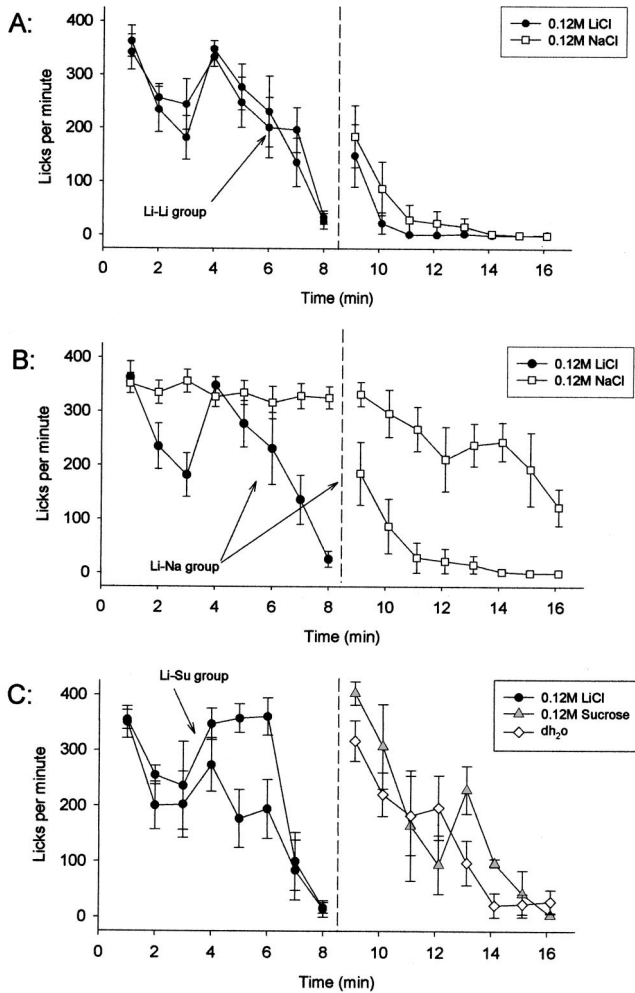 A:
400
300
200
100
0
Licks per minute
Li-Li group
0.12M LiCl
0.12M NaCl
0 2 4 6 8 10 12 14 16
Time (min)
B:
400
300
200
100
0
Licks per minute
Li-Na group
0.12M LiCl
0.12M NaCl
0 2 4 6 8 10 12 14 16
Time (min)
C:
Li-Su group
400
300
200
100
0
Licks per minute
0.12M LiCl
0.12M Sucrose
dh₂o
0 2 4 6 8 10 12 14 16
Time (min)